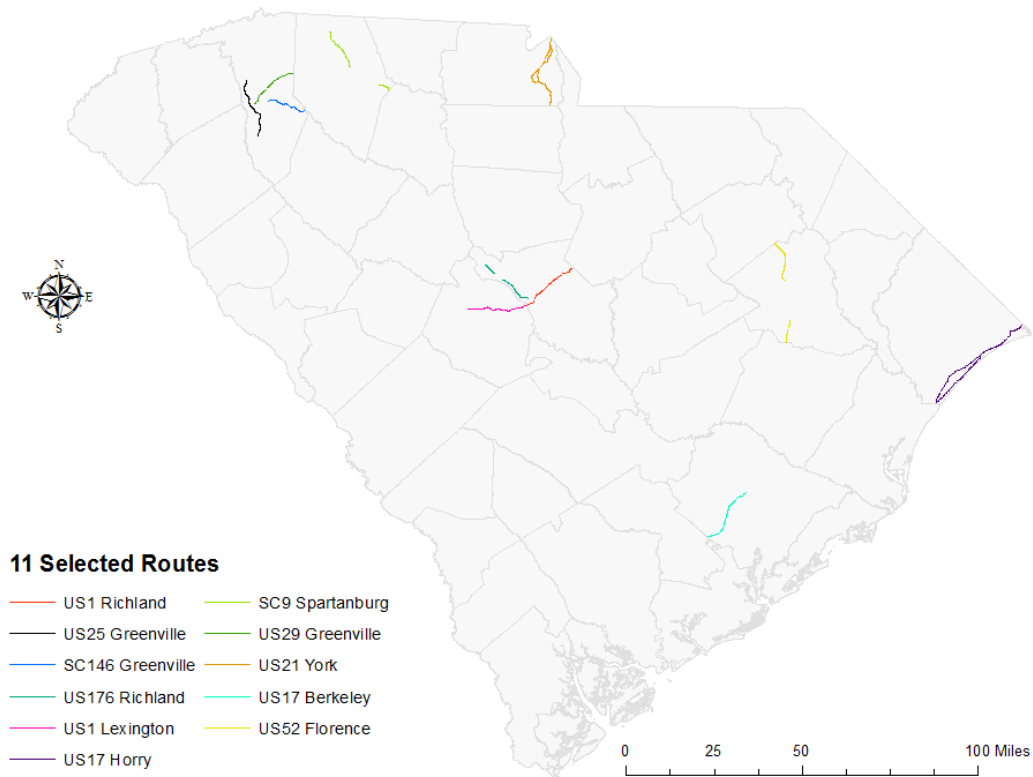 N
W E
S
11 Selected Routes
US1 Richland SC9 Spartanburg
US25 Greenville US29 Greenville
SC146 Greenville US21 York
US176 Richland US17 Berkeley
US1 Lexington US52 Florence
US17 Horry
0 25 50 100 Miles